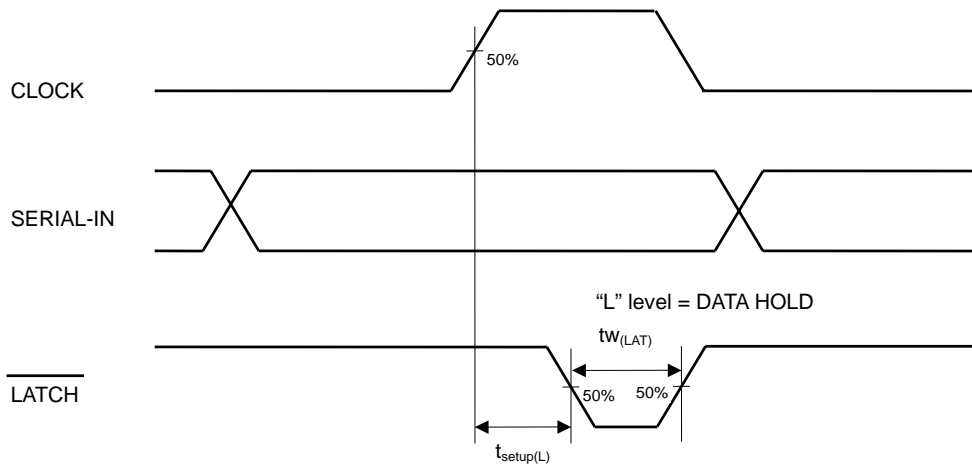 CLOCK
50%
SERIAL-IN
“L” level = DATA HOLD
tw(LAT)
LATCH
50%
50%
tsetup(L)